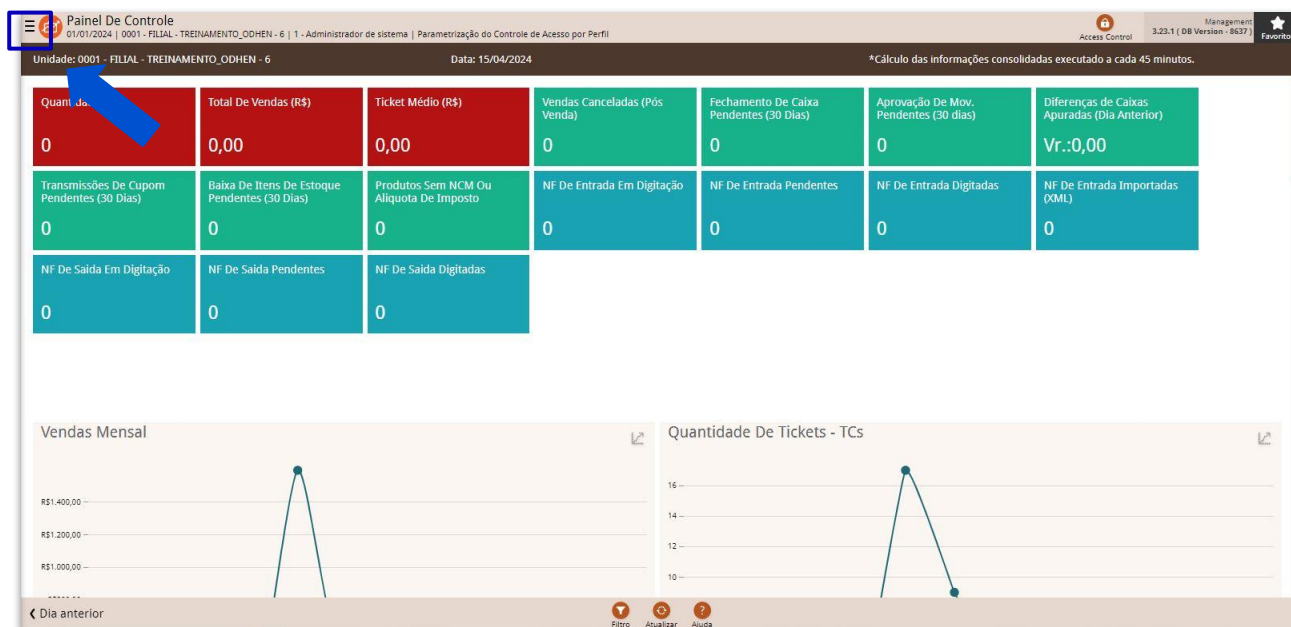 Painel De Controle
01/01/2024 | 0001 - FILIAL - TREINAMENTO_ODHEN - 6 | 1 - Administrador de sistema | Parametrização do Controle de Acesso por Perfil
Access Control
Management
3.23.1 ( DB Version - 8637 )
Favorito
Unidade: 0001 - FILIAL - TREINAMENTO_ODHEN - 6
Data: 15/04/2024
*Cálculo das informações consolidadas executado a cada 45 minutos.
0
Total De Vendas (R$)
0,00
Ticket Médio (R$)
0,00
Vendas Canceladas (Pós
Venda)
0
Fechamento De Caixa
Pendentes (30 Dias)
0
Aprovação De Mov.
Pendentes (30 dias)
0
Diferenças de Caixas
Apuradas (Dia Anterior)
Vr.:0,00
Transmissões De Cupom
Pendentes (30 Dias)
0
Baixa De Itens De Estoque
Pendentes (30 Dias)
0
Produtos Sem NCM Ou
Aliquota De Imposto
0
NF De Entrada Em Digitação
0
NF De Entrada Pendentes
0
NF De Entrada Digitadas
0
NF De Entrada Importadas
(XML)
0
NF De Saida Em Digitação
0
NF De Saida Pendentes
0
NF De Saida Digitadas
0
Vendas Mensal
R$1.400,00
R$1.200,00
R$1.000,00
Quantidade De Tickets - TCs
16
14
12
10
Dia anterior
Filtro
Atualizar
Ajuda